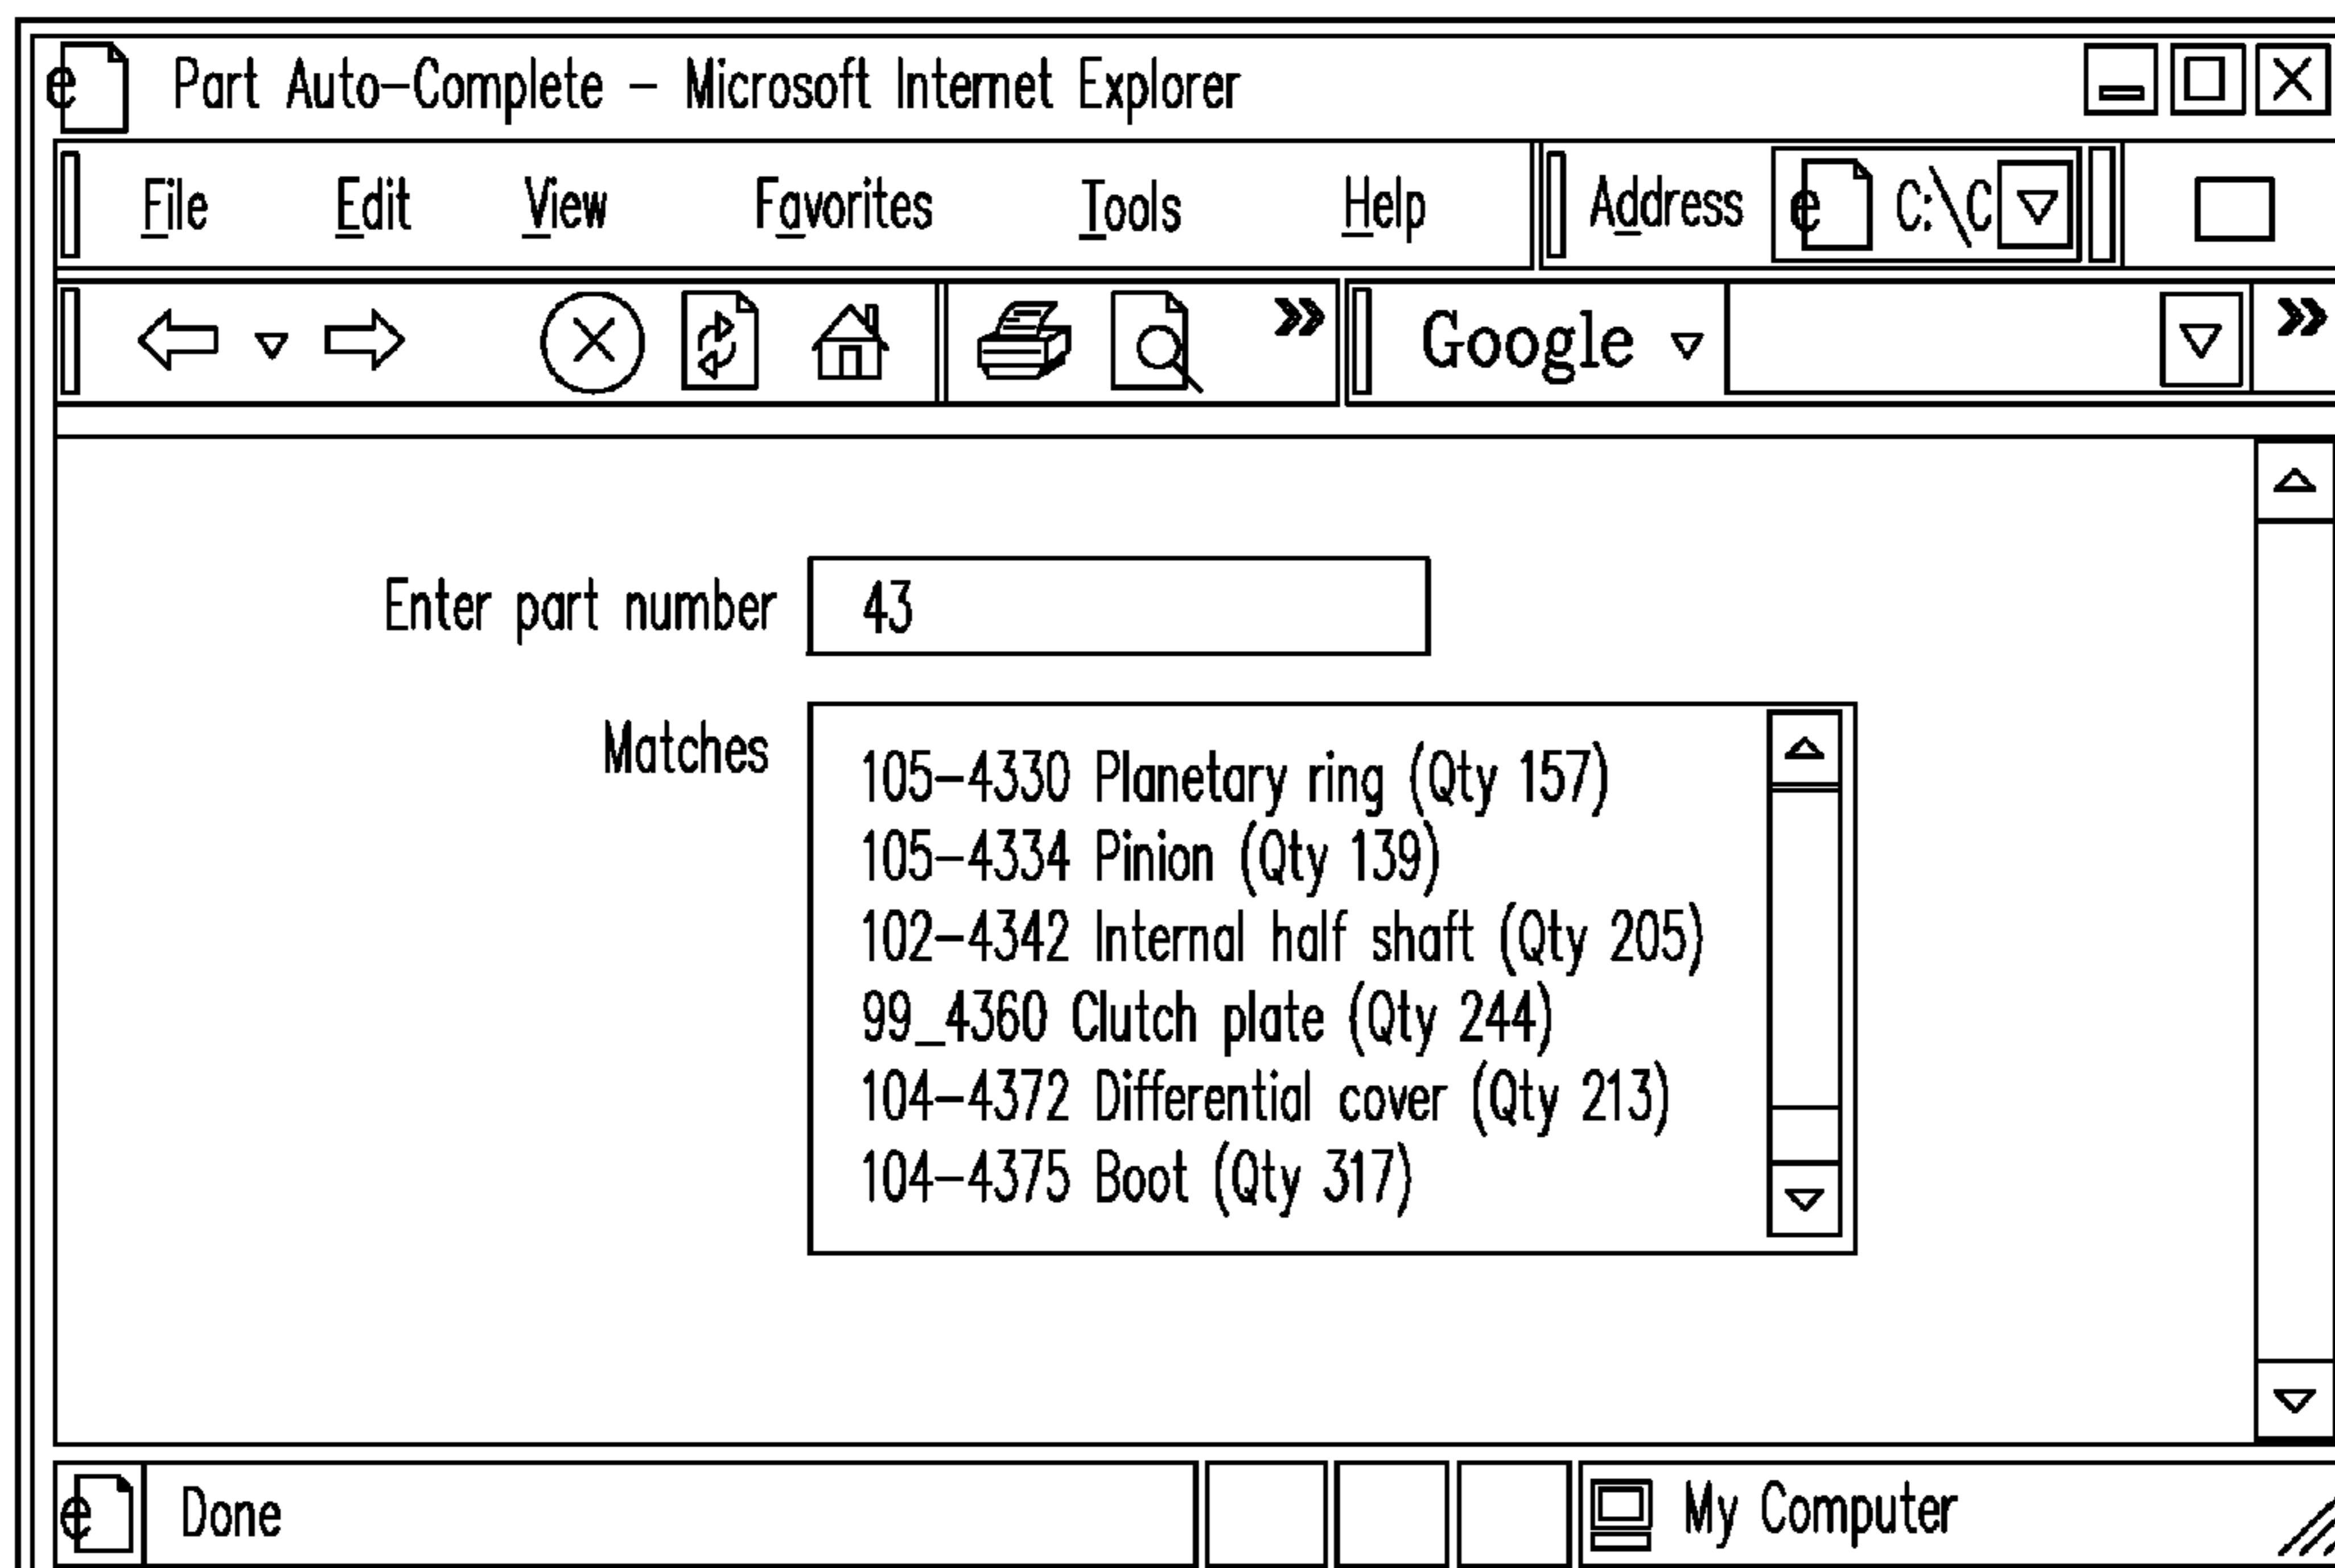 Part Auto-Complete - Microsoft Internet Explorer
File Edit View Favorites Tools Help Address C:\C
Google
Enter part number 43
Matches
105-4330 Planetary ring (Qty 157)
105-4334 Pinion (Qty 139)
102-4342 Internal half shaft (Qty 205)
99_4360 Clutch plate (Qty 244)
104-4372 Differential cover (Qty 213)
104-4375 Boot (Qty 317)
Done My Computer